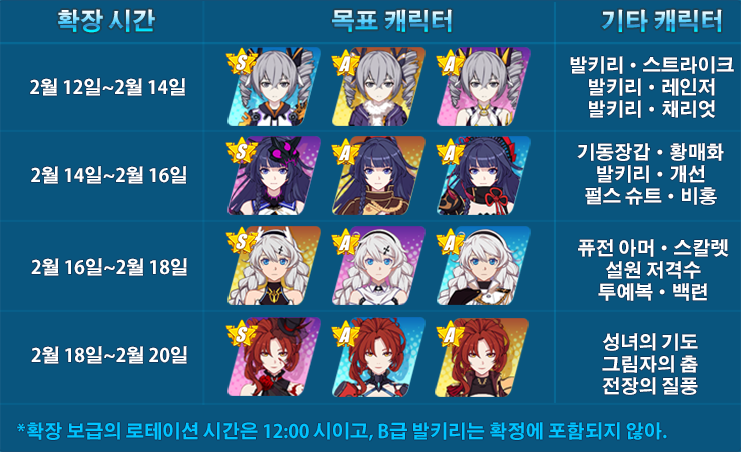 확장 시간 목표 캐릭터 기타 캐릭터
2월 12일~2월 14일
S A A
발키리・스트라이크
발키리・레인저
발키리・채리엇
2월 14일~2월 16일
S A A
기동장갑・황매화
발키리・개선
펄스 슈트・비홍
2월 16일~2월 18일
S A A
퓨전 아머・스칼렛
설원 저격수
투예복・백련
2월 18일~2월 20일
S A A
성녀의 기도
그림자의 춤
전장의 질풍
*확장 보급의 로테이션 시간은 12:00 시이고, B급 발키리는 확정에 포함되지 않아.